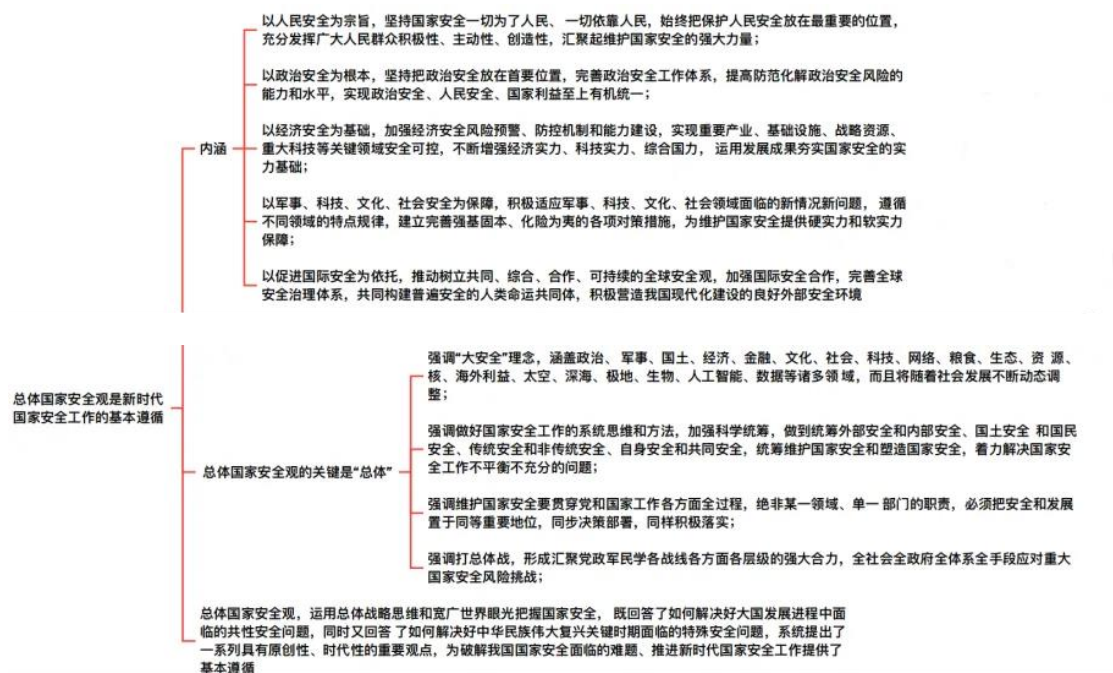 以人民安全为宗旨，坚持国家安全一切为了人民、 一切依靠人民，始终把保护人民安全放在最重要的位置，
充分发挥广大人民群众积极性、主动性、创造性，汇聚起维护国家安全的强大力量；
以政治安全为根本，坚持把政治安全放在首要位置，完善政治安全工作体系，提高防范化解政治安全风险的
能力和水平，实现政治安全、人民安全、国家利益至上有机统一；
内涵
以经济安全为基础，加强经济安全风险预警、防控机制和能力建设，实现重要产业、基础设施、战略资源、
重大科技等关键领域安全可控，不断增强经济实力、科技实力、综合国力， 运用发展成果夯实国家安全的实
力基础；
以军事、科技、文化、社会安全为保障，积极适应军事、科技、文化、社会领域面临的新情况新问题， 遵循
不同领域的特点规律，建立完善强基固本、化险为夷的各项对策措施，为维护国家安全提供硬实力和软实力
保障；
以促进国际安全为依托，推动树立共同、综合、合作、可持续的全球安全观，加强国际安全合作，完善全球
安全治理体系，共同构建普遍安全的人类命运共同体，积极营造我国现代化建设的良好外部安全环境
总体国家安全观是新时代
国家安全工作的基本遵循
总体国家安全观的关键是“总体”
强调“大安全”理念，涵盖政治、 军事、国土、经济、金融、文化、社会、科技、网络、粮食、生态、资 源、
核、海外利益、太空、深海、极地、生物、人工智能、数据等诸多领 域，而且将随着社会发展不断动态调
整；
强调做好国家安全工作的系统思维和方法，加强科学统筹，做到统筹外部安全和内部安全、国土安全 和国民
安全、传统安全和非传统安全、自身安全和共同安全，统筹维护国家安全和塑造国家安全，着力解决国家安
全工作不平衡不充分的问题；
强调维护国家安全要贯穿党和国家工作各方面全过程，绝非某一领域、单一 部门的职责，必须把安全和发展
置于同等重要地位，同步决策部署，同样积极落实；
强调打总体战，形成汇聚党政军民学各战线各方面各层级的强大合力，全社会全政府全体系全手段应对重大
国家安全风险挑战；
总体国家安全观，运用总体战略思维和宽广世界眼光把握国家安全， 既回答了如何解决好大国发展进程中面
临的共性安全问题，同时又回答 了如何解决好中华民族伟大复兴关键时期面临的特殊安全问题，系统提出了
一系列具有原创性、时代性的重要观点，为破解我国国家安全面临的难题、推进新时代国家安全工作提供了
基本遵循